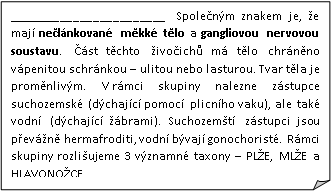 _________________________ Společným znakem je, že
mají nečlánkované měkké tělo a gangliovou nervovou
soustavu. Část těchto živočichů má tělo chráněno
vápenitou schránkou – ulitou nebo lasturou. Tvar těla je
proměnlivým. V rámci skupiny nalezne zástupce
suchozemské (dýchající pomocí plicního vaku), ale také
vodní (dýchající žábrami). Suchozemští zástupci jsou
převážně hermafroditi, vodní bývají gonochoristé. Rámci
skupiny rozlišujeme 3 významné taxony – PLŽE, MLŽE a
HLAVONOŽCE